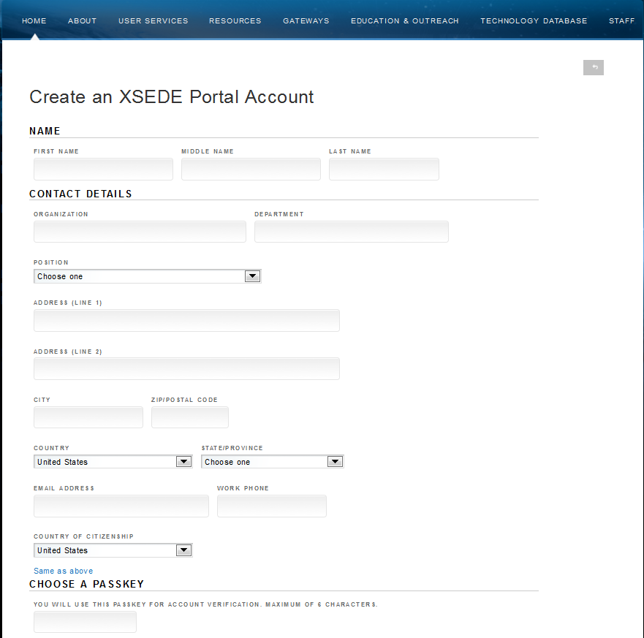 HOME ABOUT USER SERVICES RESOURCES GATEWAYS EDUCATION & OUTREACH TECHNOLOGY DATABASE STAFF
Create an XSEDE Portal Account
NAME
FIRST NAME MIDDLE NAME LAST NAME
CONTACT DETAILS
ORGANIZATION DEPARTMENT
POSITION
Choose one
ADDRESS (LINE 1)
ADDRESS (LINE 2)
CITY ZIP/POSTAL CODE
COUNTRY STATE/PROVINCE
United States Choose one
EMAIL ADDRESS WORK PHONE
COUNTRY OF CITIZENSHIP
United States
Same as above
CHOOSE A PASSKEY
YOU WILL USE THIS PASSKEY FOR ACCOUNT VERIFICATION. MAXIMUM OF 6 CHARACTERS.